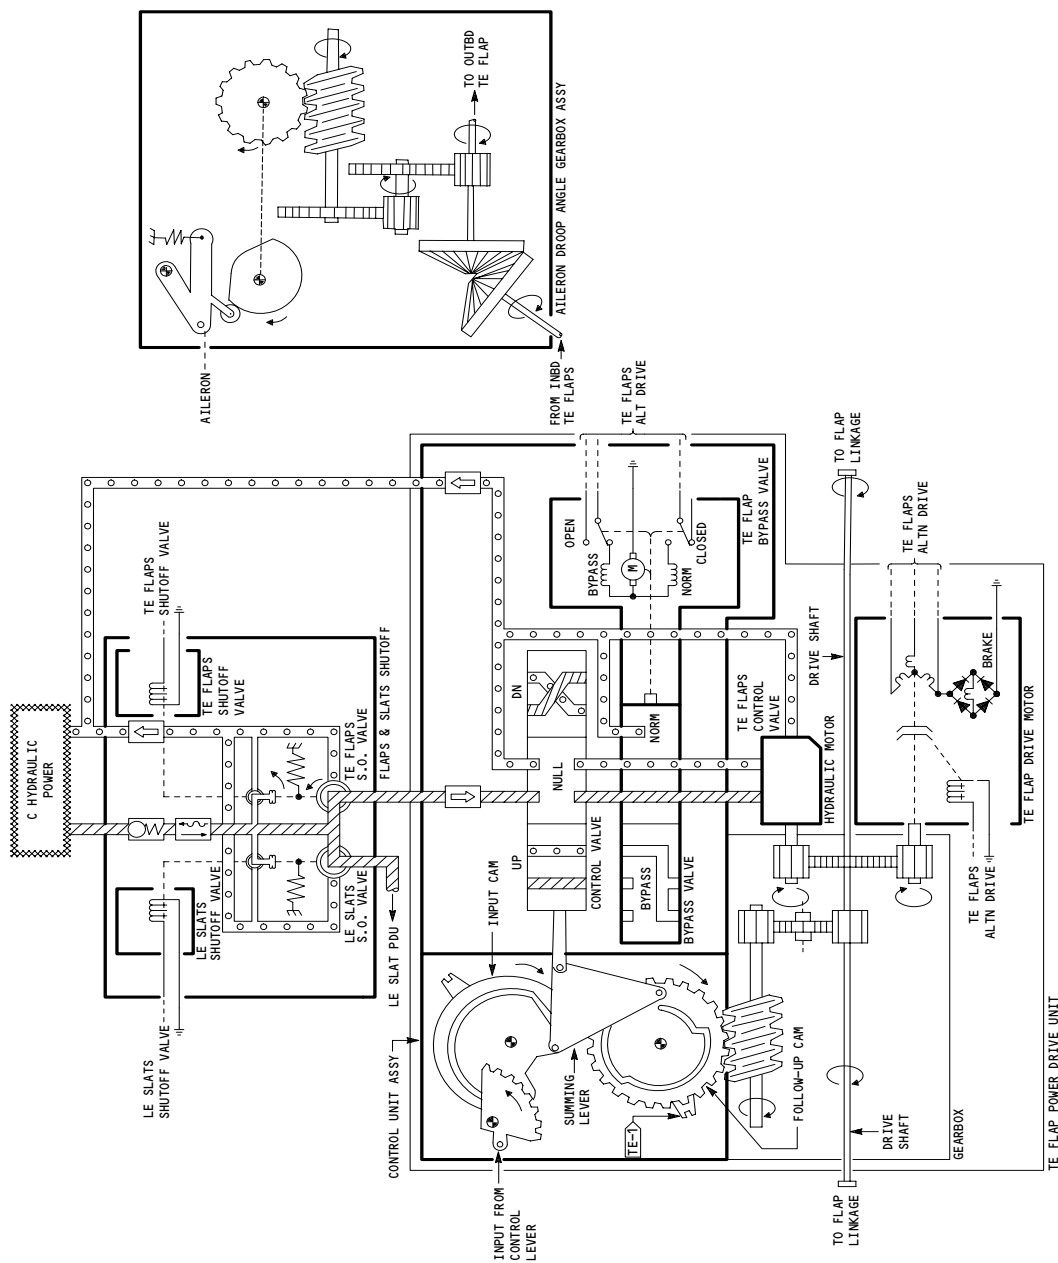 C HYDRAULIC
POWER
LE SLATS
SHUTOFF VALVE
LE SLATS
SHUTOFF VALVE
LE SLATS
S.O. VALVE
TE FLAPS
SHUTOFF VALVE
TE FLAPS
SHUTOFF
VALVE
TE FLAPS
S.O. VALVE
FLAPS & SLATS SHUTOFF
LE SLAT PDU
CONTROL UNIT ASSY
INPUT CAM
INPUT FROM
CONTROL
LEVER
SUMMING
LEVER
TE-1
FOLLOW-UP CAM
UP
NULL
DN
CONTROL VALVE
BYPASS
NORM
BYPASS VALVE
TE FLAPS
CONTROL
VALVE
OPEN
BYPASS
M
NORM
CLOSED
TE FLAP
BYPASS VALVE
TE FLAPS
ALT DRIVE
HYDRAULIC MOTOR
DRIVE SHAFT
TO FLAP
LINKAGE
TO FLAP
LINKAGE
DRIVE
SHAFT
GEARBOX
TE FLAPS
ALTN DRIVE
TE FLAPS
ALTN DRIVE
BRAKE
TE FLAP DRIVE MOTOR
TE FLAP POWER DRIVE UNIT
AILERON
FROM INBD
TE FLAPS
TO OUTBD
TE FLAP
AILERON DROOP ANGLE GEARBOX ASSY